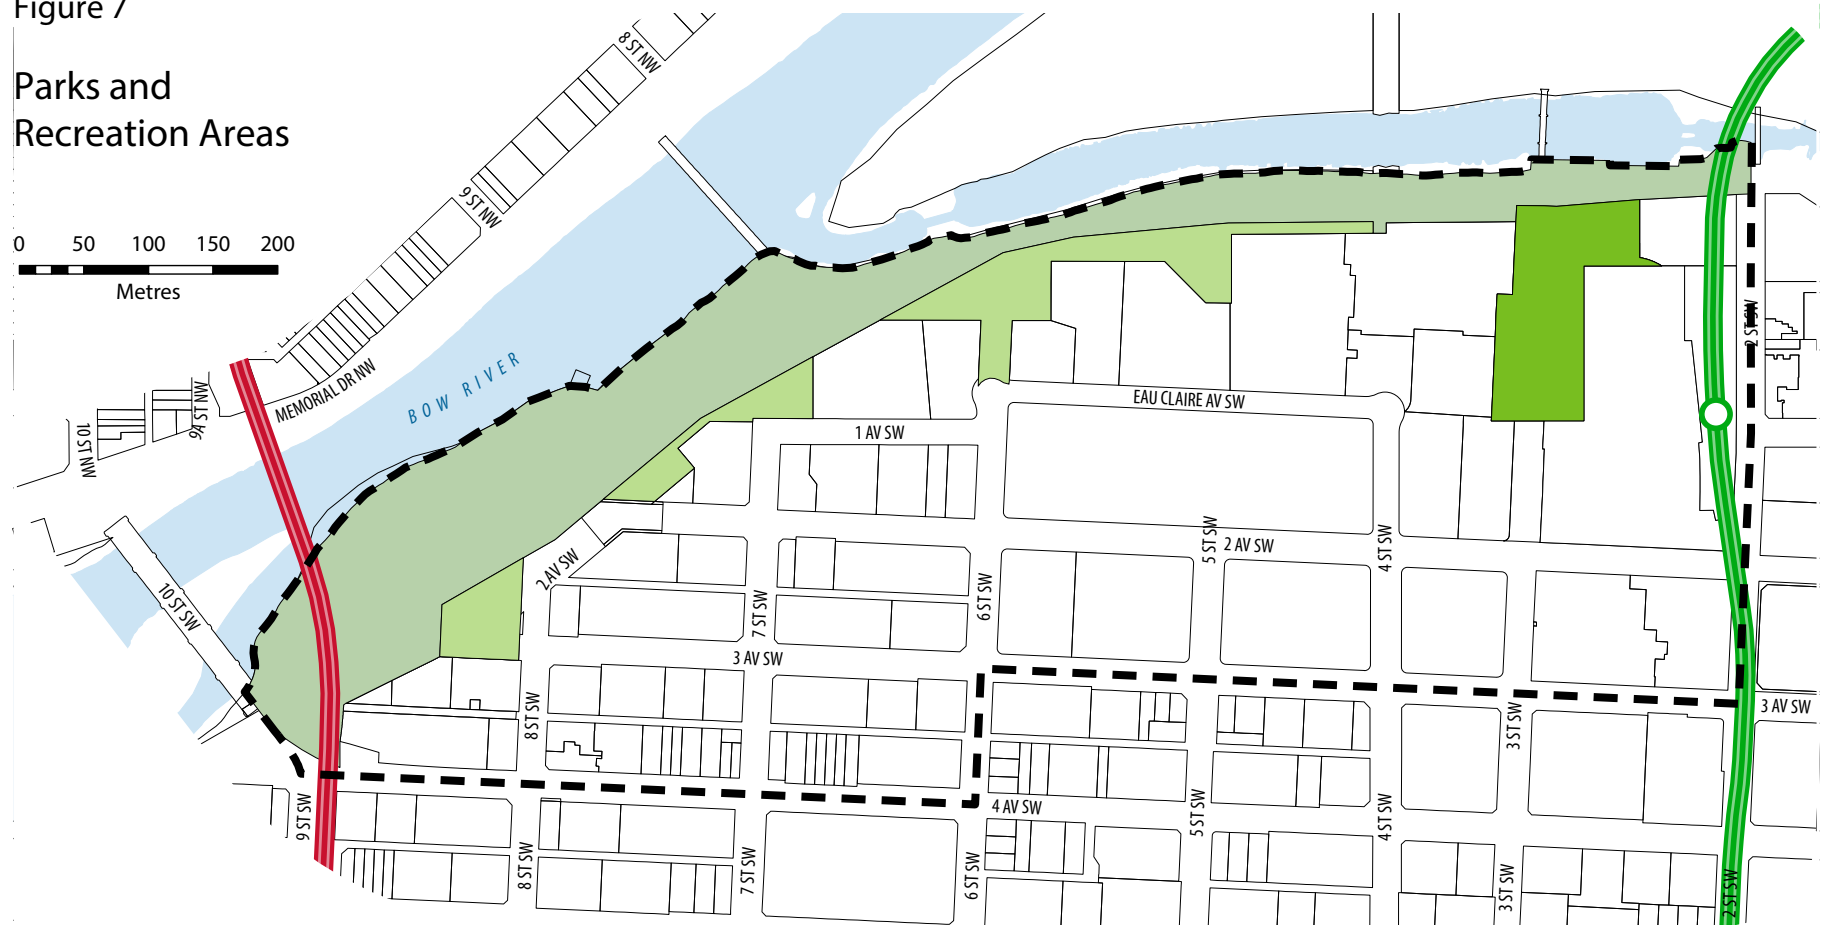 Figure 7
Parks and
Recreation Areas
0 50 100 150 200
Metres
8 ST NW
9 ST NW
MEMORIAL DR NW
9A ST NW
10 ST NW
BOW RIVER
10 ST SW
2 ST SW
EAU CLAIRE AV SW
1 AV SW
2 AV SW
2 AV SW
5 ST SW
4 ST SW
6 ST SW
7 ST SW
3 AV SW
8 ST SW
3 ST SW
3 AV SW
4 AV SW
9 ST SW
5 ST SW
4 ST SW
8 ST SW
7 ST SW
6 ST SW
3 ST SW
2 ST SW